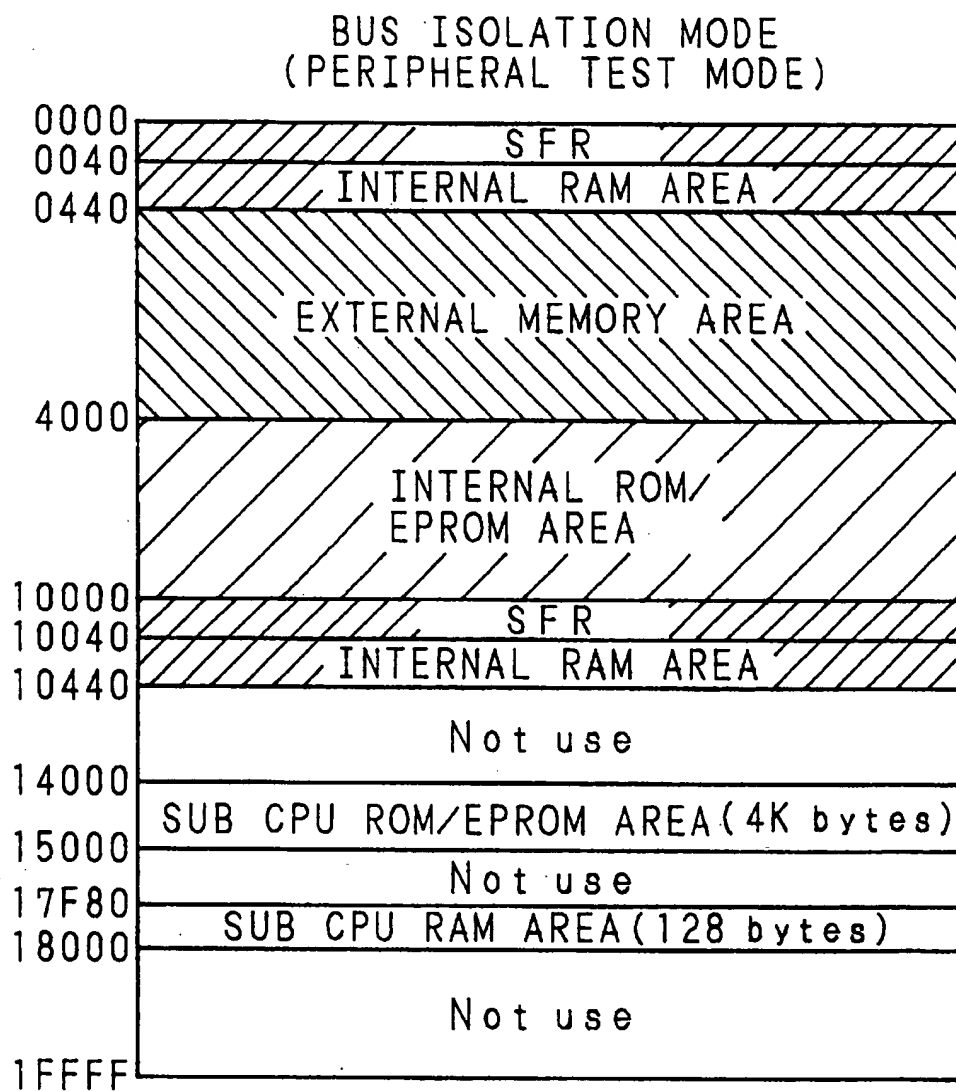 BUS ISOLATION MODE
(PERIPHERAL TEST MODE)
0000
SFR
0040
INTERNAL RAM AREA
0440
EXTERNAL MEMORY AREA
4000
INTERNAL ROM/
EPROM AREA
10000
SFR
10040
INTERNAL RAM AREA
10440
Not use
14000
SUB CPU ROM/EPROM AREA (4K bytes)
15000
Not use
17F80
SUB CPU RAM AREA (128 bytes)
18000
Not use
1FFFF